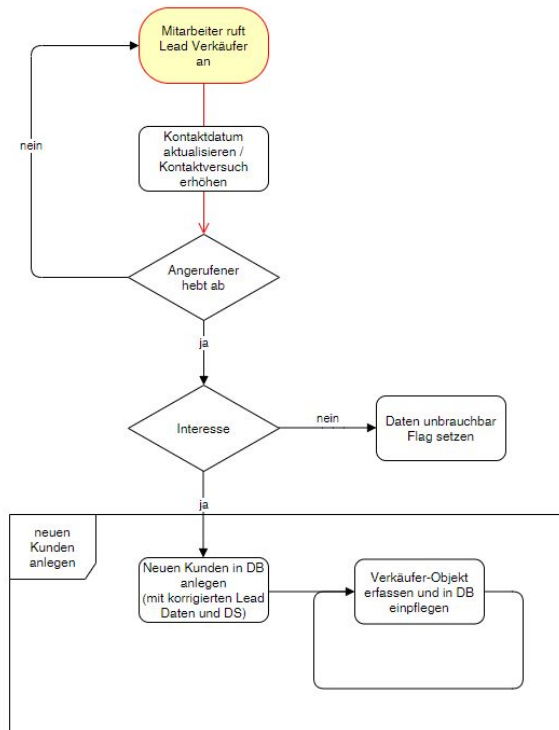 Mitarbeiter ruft
Lead Verkäufer
an
nein
Kontaktdatum
aktualisieren /
Kontaktversuch
erhöhen
Angerufener
hebt ab
ja
Interesse
nein
Daten unbrauchbar
Flag setzen
ja
neuen
Kunden
anlegen
Neuen Kunden in DB
anlegen
(mit korrigierten Lead
Daten und DS)
Verkäufer-Objekt
erfassen und in DB
einpflegen